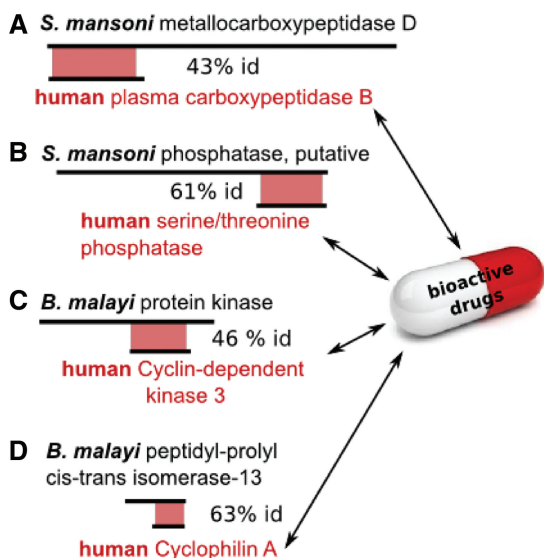 A S. mansoni metallocarboxypeptidase D
43% id
human plasma carboxypeptidase B
B S. mansoni phosphatase, putative
61% id
human serine/threonine
phosphatase
bioactive
drugs
C B. malayi protein kinase
46 % id
human Cyclin-dependent
kinase 3
D B. malayi peptidyl-prolyl
cis-trans isomerase-13
63% id
human Cyclophilin A